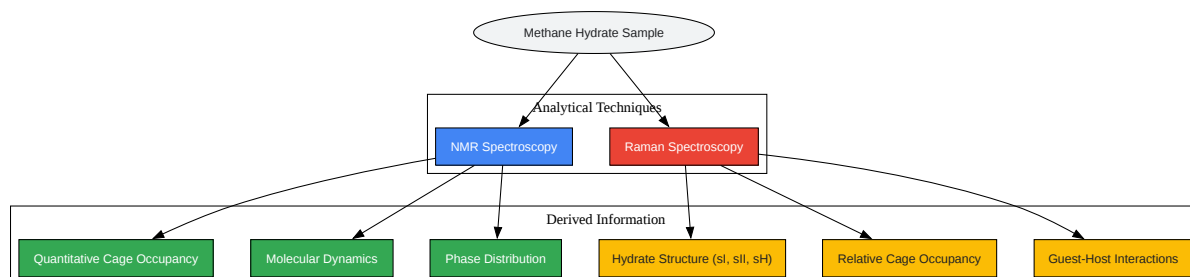 Methane Hydrate Sample
Analytical Techniques
NMR Spectroscopy
Raman Spectroscopy
Derived Information
Quantitative Cage Occupancy
Molecular Dynamics
Phase Distribution
Hydrate Structure (sI, sII, sH)
Relative Cage Occupancy
Guest-Host Interactions